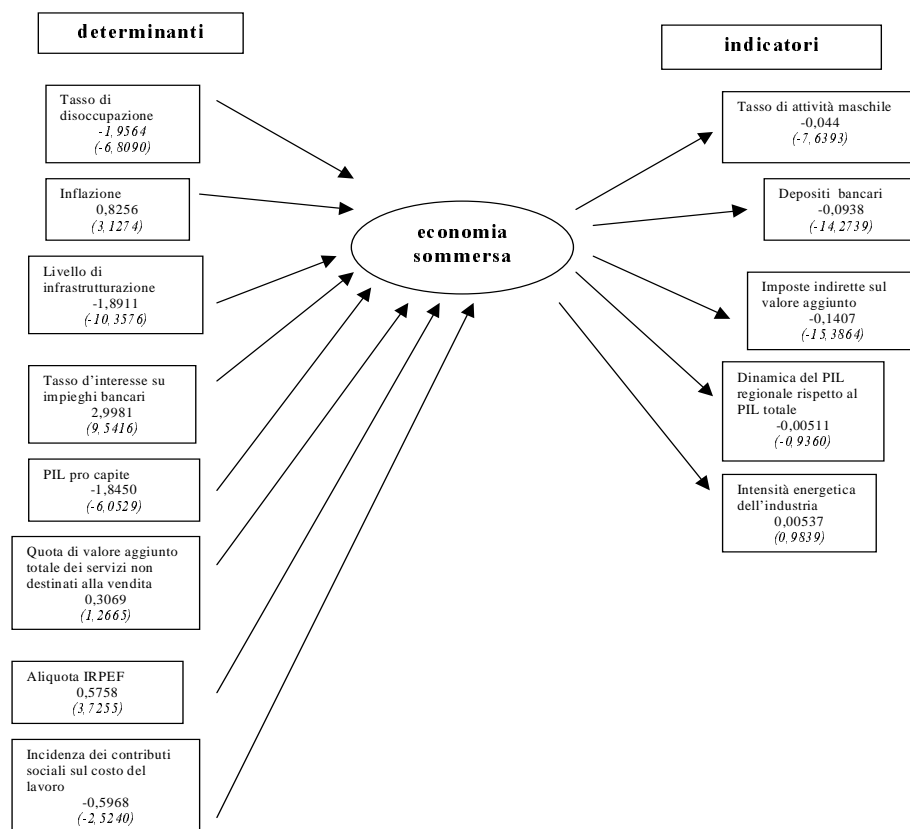 determinanti
Tasso di
disoccupazione
-1,9564
(-6,8090)
Inflazione
0,8256
(3,1274)
Livello di
infrastrutturazione
-1,8911
(-10,3576)
Tasso d'interesse su
impieghi bancari
2,9981
(9,5416)
PIL pro capite
-1,8450
(-6,0529)
Quota di valore aggiunto
totale dei servizi non
destinati alla vendita
0,3069
(1,2665)
Aliquota IRPEF
0,5758
(3,7255)
Incidenza dei contributi
sociali sul costo del
lavoro
-0,5968
(-2,5240)
economia
sommersa
indicatori
Tasso di attività maschile
-0,044
(-7,6393)
Depositi bancari
-0,0938
(-14,2739)
Imposte indirette sul
valore aggiunto
-0,1407
(-15,3864)
Dinamica del PIL
regionale rispetto al
PIL totale
-0,00511
(-0,9360)
Intensità energetica
dell'industria
0,00537
(0,9839)